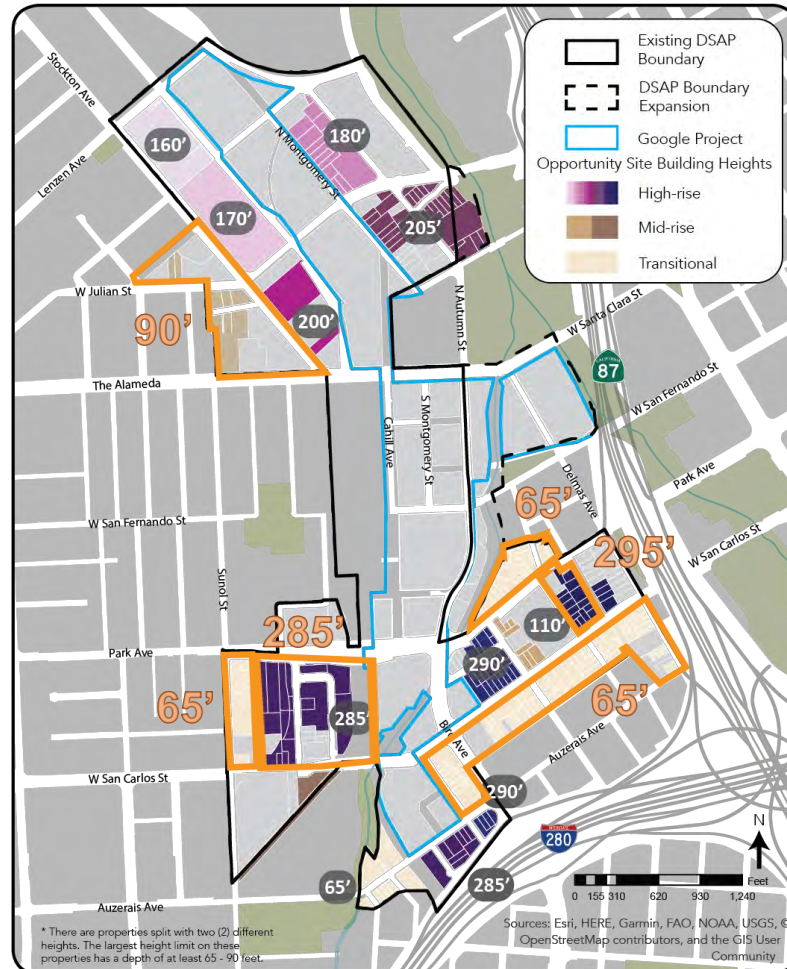 Existing DSAP
Boundary
DSAP Boundary
Expansion
Google Project
Opportunity Site Building Heights
High-rise
Mid-rise
Transitional
Stockton Ave
Lenzen Ave
160'
180'
N Montgomery St
170'
205'
W Julian St
90'
200'
N Autumn St
W Santa Clara St
CALIFORNIA
87
The Alameda
Cahill Ave
S Montgomery St
W San Fernando St
Delmas Ave
Park Ave
65'
W San Fernando St
295'
W San Carlos St
Sunol St
285'
110'
Park Ave
290'
65'
65'
285'
Bird Ave
Auzerais Ave
W San Carlos St
290'
280
N
65'
285'
0 155 310 620 930 1,240
Feet
Auzerais Ave
* There are properties split with two (2) different
heights. The largest height limit on these
properties has a depth of at least 65 - 90 feet.
Sources: Esri, HERE, Garmin, FAO, NOAA, USGS, ©
OpenStreetMap contributors, and the GIS User
Community